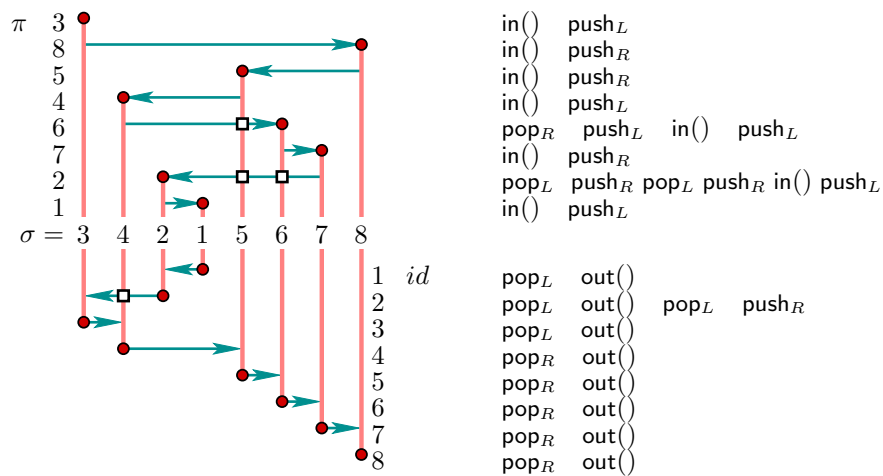 π 3 in() push_L
8 in() push_R
5 in() push_R
4 in() push_L
6 pop_R push_L in() push_L
7 in() push_R
2 pop_L push_R pop_L push_R in() push_L
1 in() push_L
σ = 3 4 2 1 5 6 7 8
1 id pop_L out()
2 pop_L out() pop_L push_R
3 pop_L out()
4 pop_R out()
5 pop_R out()
6 pop_R out()
7 pop_R out()
8 pop_R out()